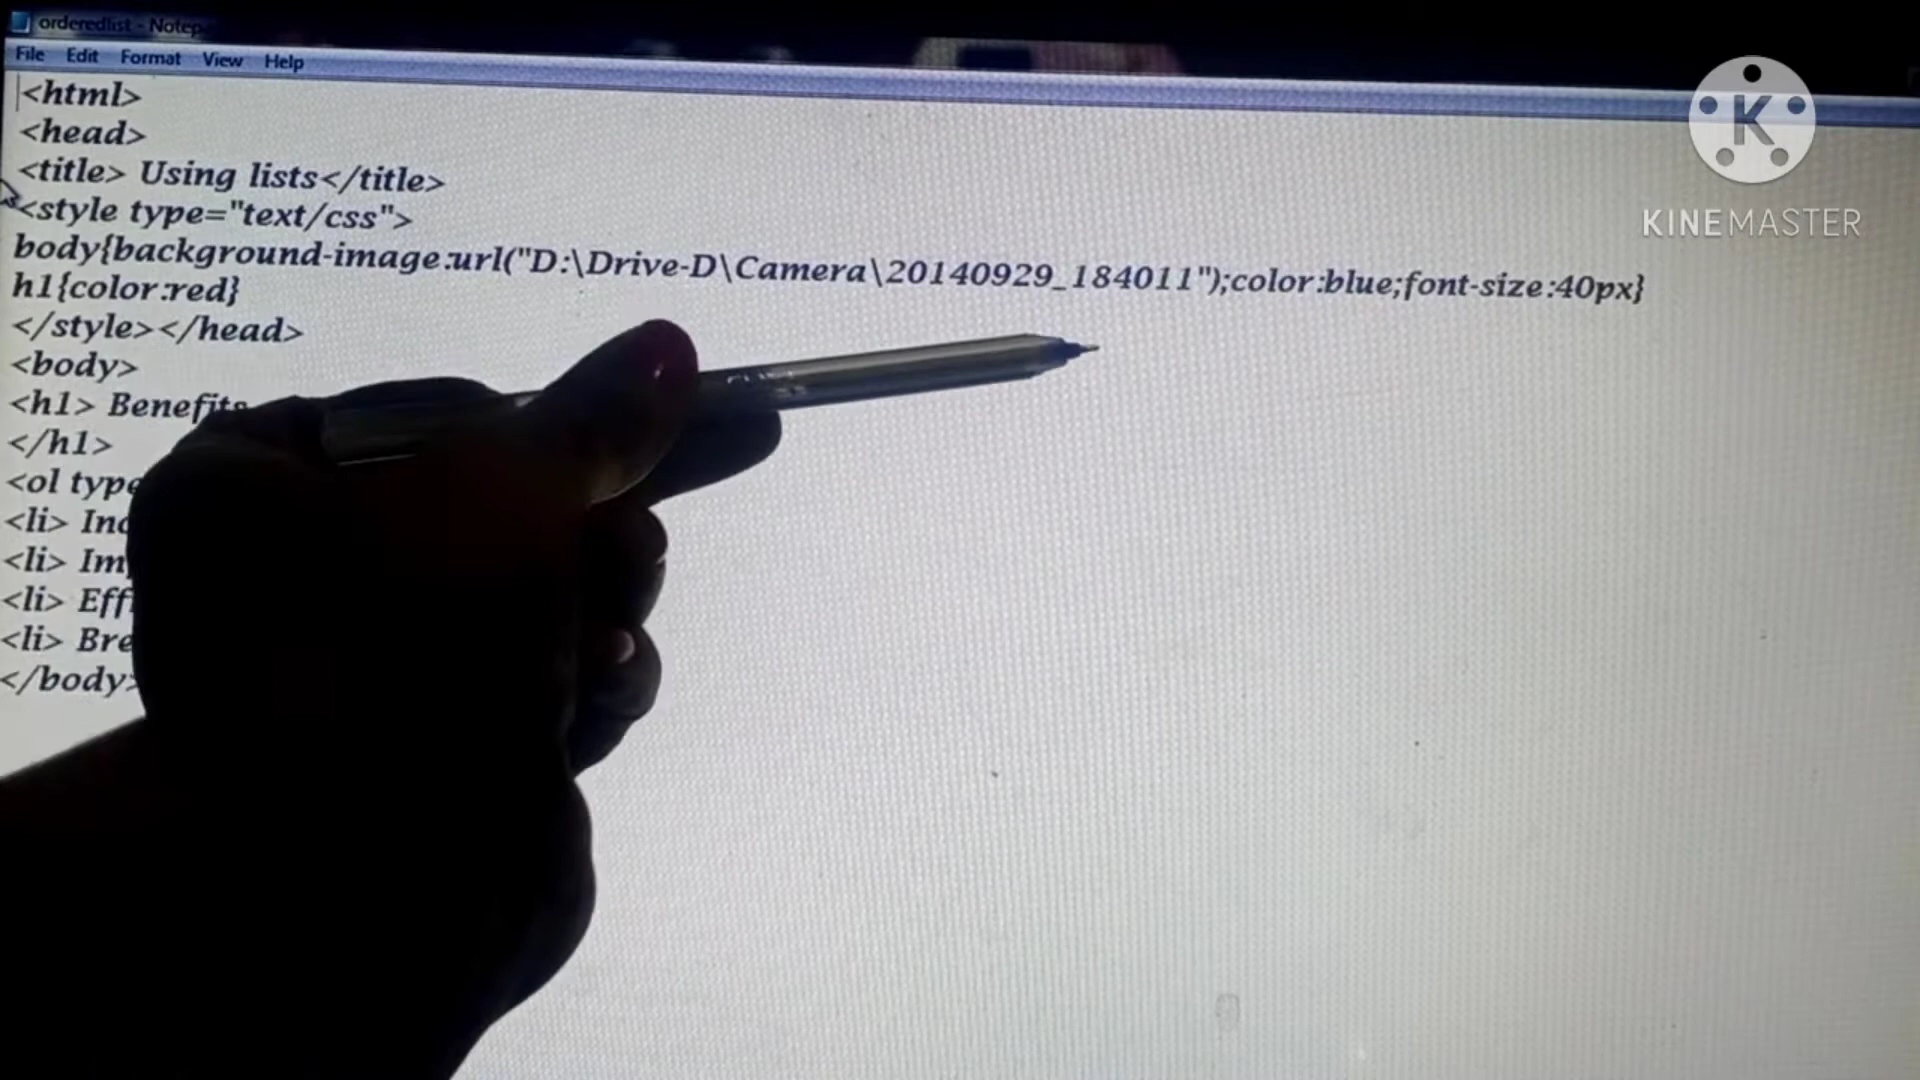 orderedlist - Notep
File Edit Format View Help
<html>
<head>
<title> Using lists</title>
<style type="text/css">
body{background-image:url("D:\Drive-D\Camera\20140929_184011");color:blue;font-size:40px}
h1{color:red}
</style></head>
<body>
<h1> Benefits
</h1>
<ol type
<li>
<li>
<li>
<li>
</body>
K
KINEMASTER